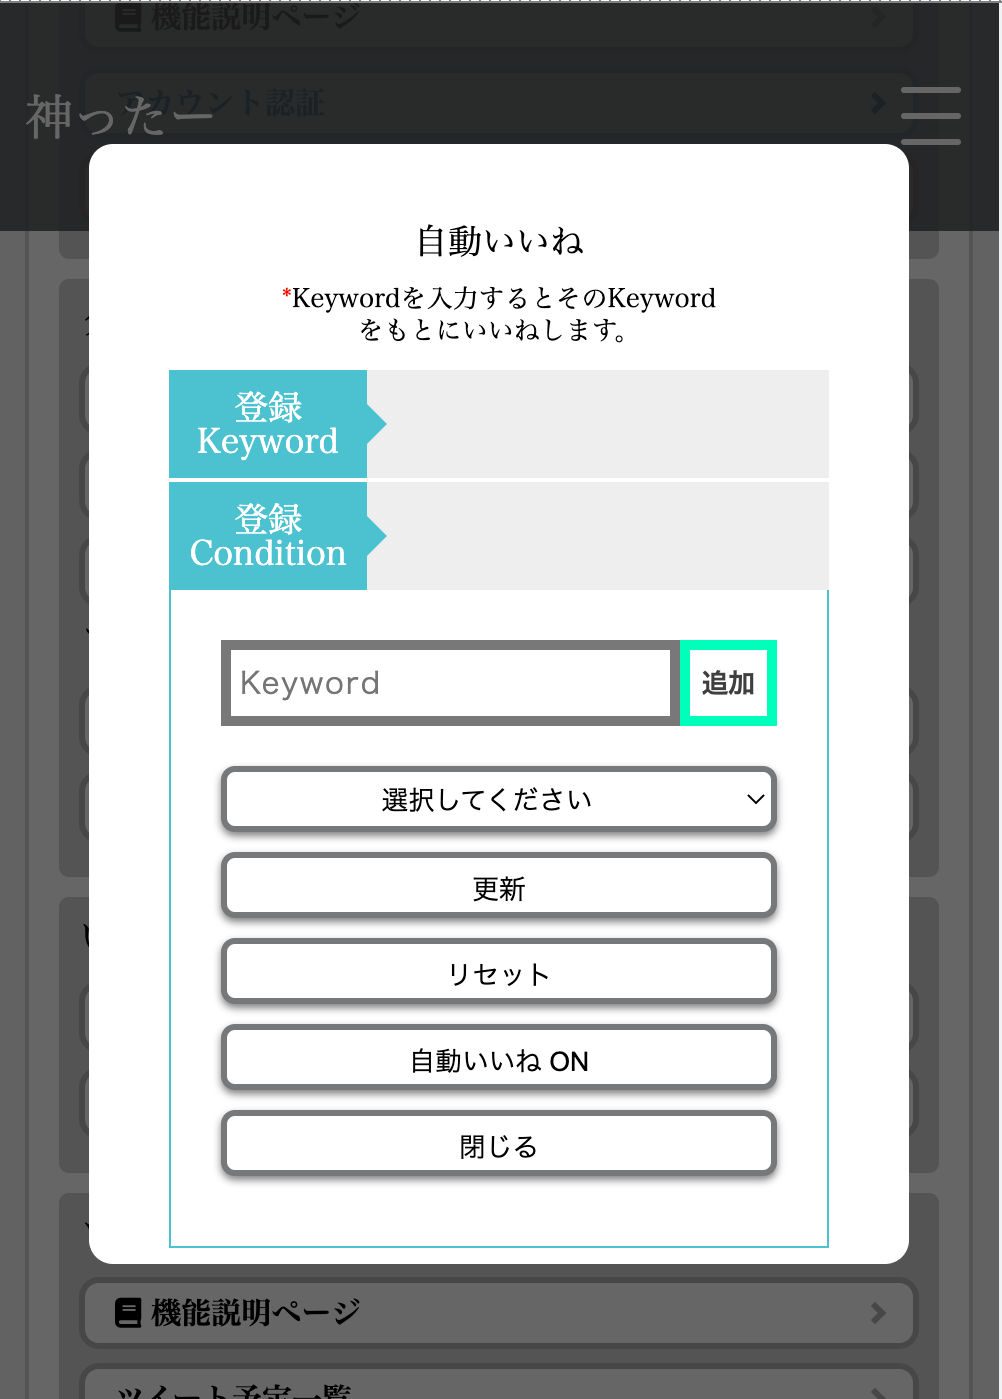 機能説明ページ
アカウント認証
神ったー
自動いいね
*Keywordを入力するとそのKeyword
をもとにいいねします。
登録
Keyword
登録
Condition
Keyword
追加
選択してください
更新
リセット
自動いいね ON
閉じる
機能説明ページ
ツイート予定一覧